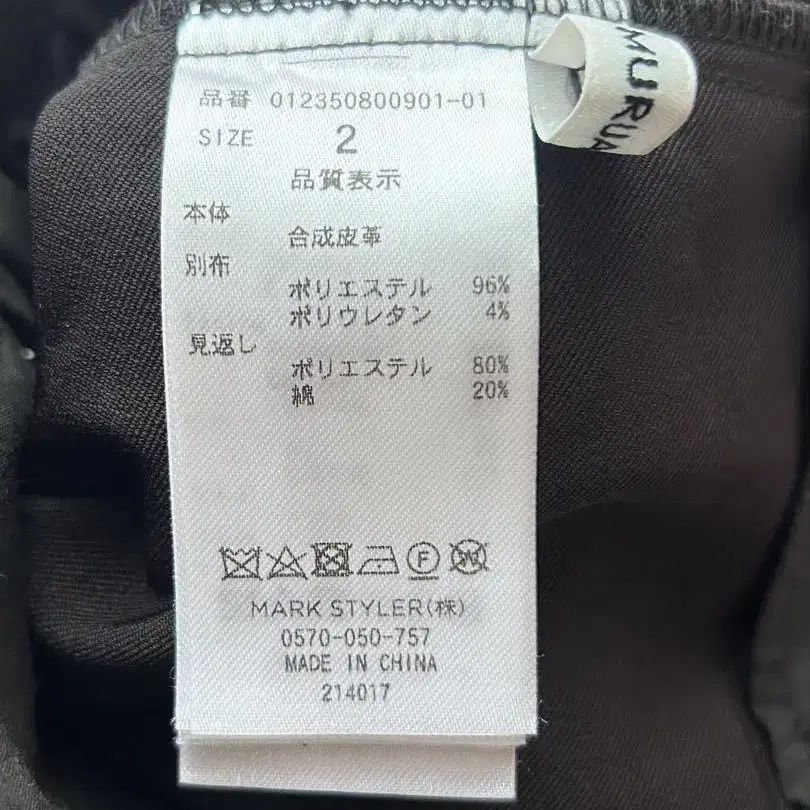 MURUA
品番 012350800901-01
SIZE 2
品質表示
本体
合成皮革
別布
ポリエステル 96%
ポリウレタン 4%
見返し
ポリエステル 80%
綿 20%
F
W
MARK STYLER(株)
0570-050-757
MADE IN CHINA
214017